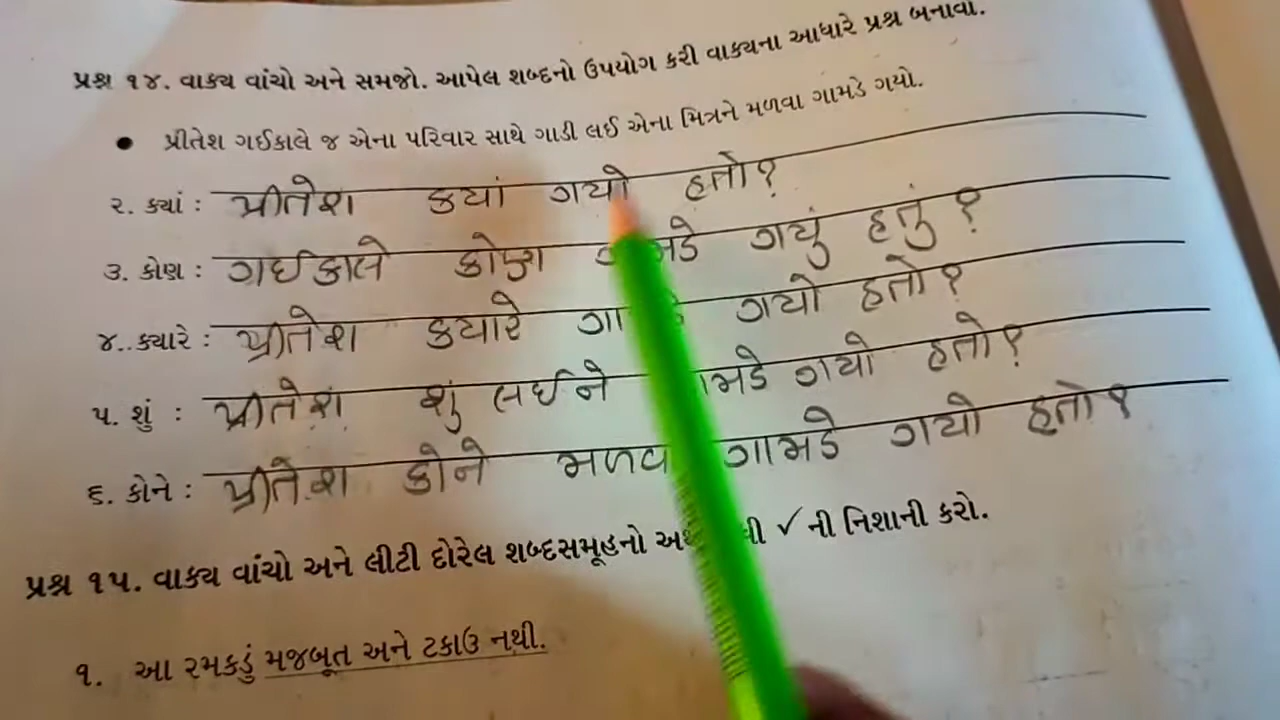 પ્રશ્ન ૧૪. વાક્ય વાંચો અને સમજો. આપેલ શબ્દનો ઉપયોગ કરી વાક્યના આધારે પ્રશ્ન બનાવા.
● પ્રીતેશ ગઈકાલે જ એના પરિવાર સાથે ગાડી લઈ એના મિત્રને મળવા ગામડે ગયો.
૨. ક્યાં : પ્રીતેશ કયાં ગયો હતો?
૩. કોણ : ગઈકાલે કોણ ગયું હતું ?
૪.. ક્યારે : પ્રીતેશ કયારે ગયો હતો?
૫. શું : પ્રીતેશ શું લઈને ગયો હતો?
૬. કોને : પ્રીતેશ કોને ગામડે ગયો હતો?
પ્રશ્ન ૧૫. વાક્ય વાંચો અને લીટી દોરેલ શબ્દસમૂહનો ✓ ની નિશાની કરો.
૧. આ રમકડું મજબૂત અને ટકાઉ નથી.